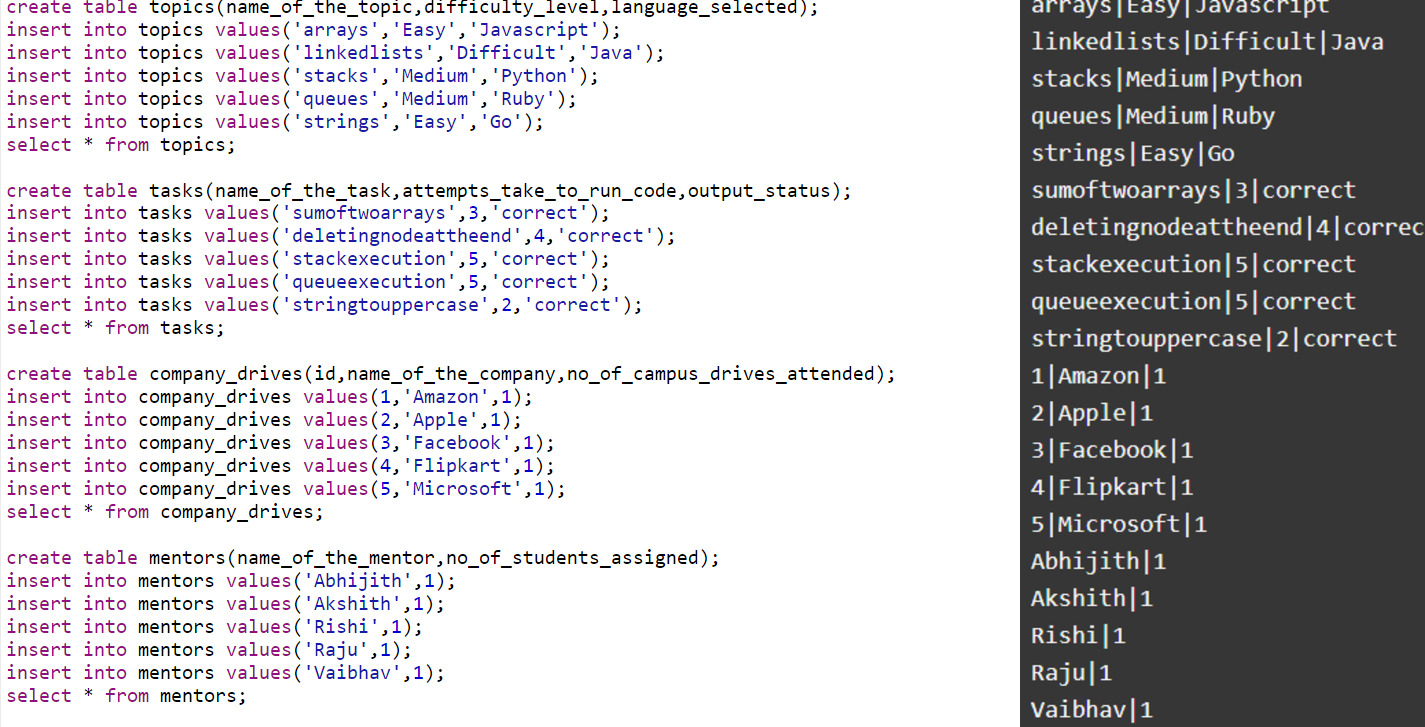 create table topics(name_of_the_topic,difficulty_level,language_selected);
insert into topics values('arrays','Easy','Javascript');
insert into topics values('linkedlists','Difficult','Java');
insert into topics values('stacks','Medium','Python');
insert into topics values('queues','Medium','Ruby');
insert into topics values('strings','Easy','Go');
select * from topics;

create table tasks(name_of_the_task,attempts_take_to_run_code,output_status);
insert into tasks values('sumoftwoarrays',3,'correct');
insert into tasks values('deletingnodeattheend',4,'correct');
insert into tasks values('stackexecution',5,'correct');
insert into tasks values('queueexecution',5,'correct');
insert into tasks values('stringtouppercase',2,'correct');
select * from tasks;

create table company_drives(id,name_of_the_company,no_of_campus_drives_attended);
insert into company_drives values(1,'Amazon',1);
insert into company_drives values(2,'Apple',1);
insert into company_drives values(3,'Facebook',1);
insert into company_drives values(4,'Flipkart',1);
insert into company_drives values(5,'Microsoft',1);
select * from company_drives;

create table mentors(name_of_the_mentor,no_of_students_assigned);
insert into mentors values('Abhijith',1);
insert into mentors values('Akshith',1);
insert into mentors values('Rishi',1);
insert into mentors values('Raju',1);
insert into mentors values('Vaibhav',1);
select * from mentors;

arrays|Easy|Javascript
linkedlists|Difficult|Java
stacks|Medium|Python
queues|Medium|Ruby
strings|Easy|Go
sumoftwoarrays|3|correct
deletingnodeattheend|4|correc
stackexecution|5|correct
queueexecution|5|correct
stringtouppercase|2|correct
1|Amazon|1
2|Apple|1
3|Facebook|1
4|Flipkart|1
5|Microsoft|1
Abhijith|1
Akshith|1
Rishi|1
Raju|1
Vaibhav|1